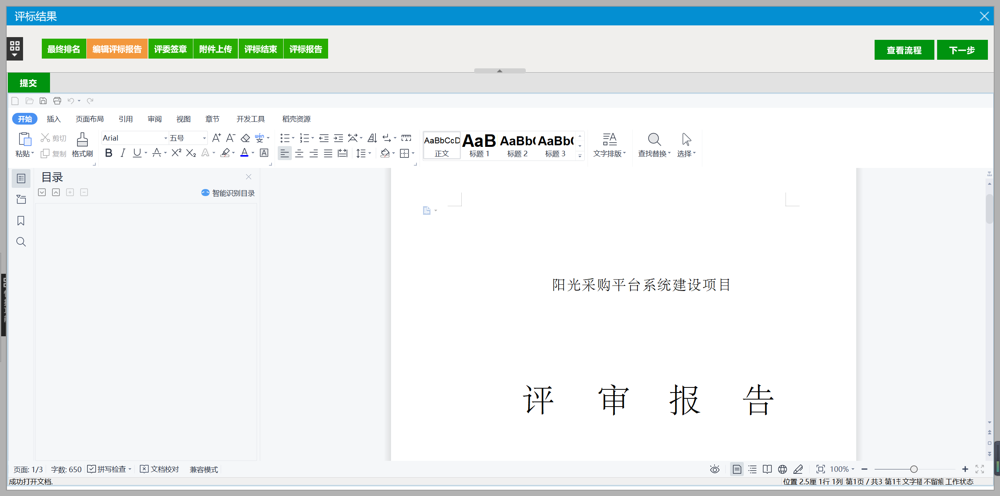 评标结果
最终排名 编辑评标报告 评委签章 附件上传 评标结束 评标报告 查看流程 下一步
提交
开始 插入 页面布局 引用 审阅 视图 章节 开发工具 稻壳资源
粘贴 剪切 复制 格式刷 Arial 五号 wén 文
AaBbCcD AaB AaBb AaBb
正文 标题 1 标题 2 标题 3 文字排版 查找替换 选择
目录
智能识别目录
阳光采购平台系统建设项目
评 审 报 告
页面: 1/3 字数: 650 拼写检查 文档校对 兼容模式 100%
成功打开文档. 位置 2.5厘 1行 1列 第1页 / 共3 第1 文字 不留痕 工作状态